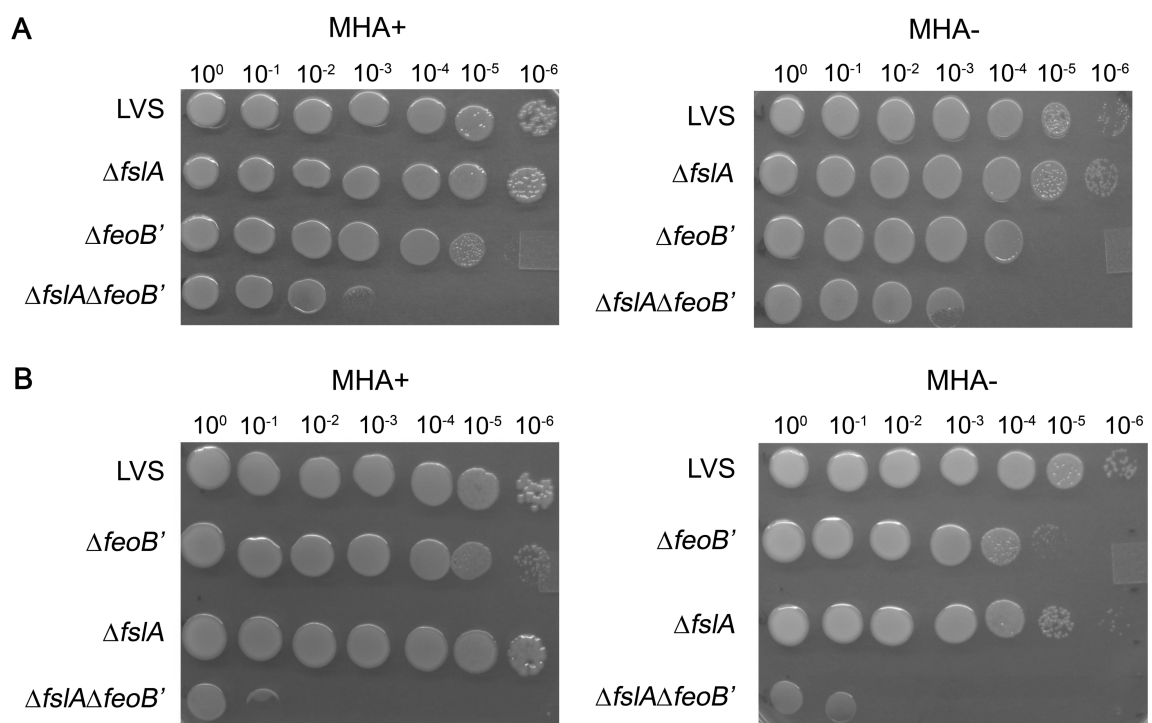 A
MHA+
MHA-
10⁰ 10⁻¹ 10⁻² 10⁻³ 10⁻⁴ 10⁻⁵ 10⁻⁶
10⁰ 10⁻¹ 10⁻² 10⁻³ 10⁻⁴ 10⁻⁵ 10⁻⁶
LVS
ΔfslA
ΔfeoB’
ΔfslAΔfeoB’
LVS
ΔfslA
ΔfeoB’
ΔfslAΔfeoB’
B
MHA+
MHA-
10⁰ 10⁻¹ 10⁻² 10⁻³ 10⁻⁴ 10⁻⁵ 10⁻⁶
10⁰ 10⁻¹ 10⁻² 10⁻³ 10⁻⁴ 10⁻⁵ 10⁻⁶
LVS
ΔfeoB’
ΔfslA
ΔfslAΔfeoB’
LVS
ΔfeoB’
ΔfslA
ΔfslAΔfeoB’